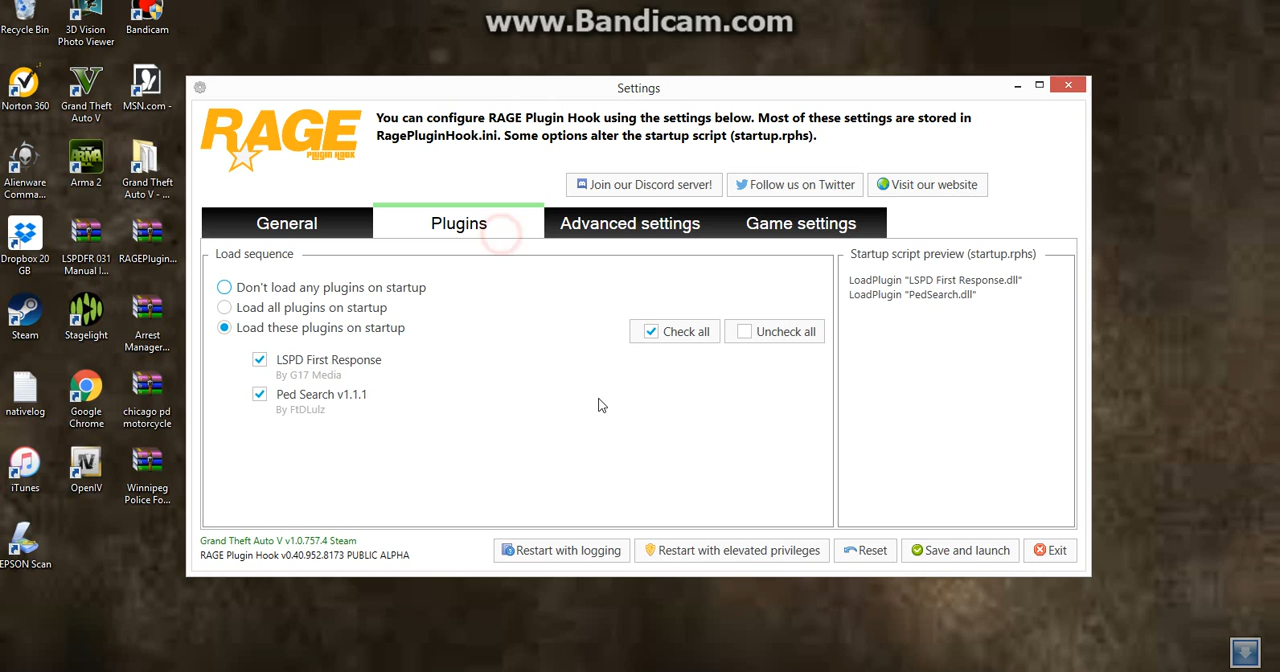 www.Bandicam.com
Recycle Bin
3D Vision
Photo Viewer
Bandicam
Norton 360
Grand Theft
Auto V
MSN.com -
Alienware
Comma...
Arma 2
Grand Theft
Auto V - ...
Dropbox 20
GB
LSPDFR 031
Manual I...
RAGEPlugin...
Steam
Stagelight
Arrest
Manager...
nativelog
Google
Chrome
chicago pd
motorcycle
iTunes
OpenIV
Winnipeg
Police Fo...
EPSON Scan
Settings
RAGE
PLUGIN HOOK
You can configure RAGE Plugin Hook using the settings below. Most of these settings are stored in
RagePluginHook.ini. Some options alter the startup script (startup.rphs).
Join our Discord server!
Follow us on Twitter
Visit our website
General
Plugins
Advanced settings
Game settings
Load sequence
Don't load any plugins on startup
Load all plugins on startup
Load these plugins on startup
Check all
Uncheck all
LSPD First Response
By G17 Media
Ped Search v1.1.1
By FtDLulz
Startup script preview (startup.rphs)
LoadPlugin "LSPD First Response.dll"
LoadPlugin "PedSearch.dll"
Grand Theft Auto V v1.0.757.4 Steam
RAGE Plugin Hook v0.40.952.8173 PUBLIC ALPHA
Restart with logging
Restart with elevated privileges
Reset
Save and launch
Exit